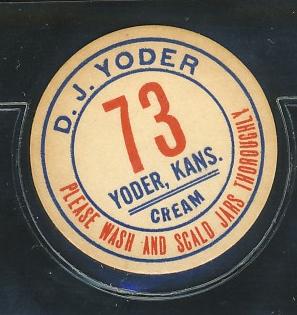 D. J. YODER
73
YODER, KANS.
CREAM
PLEASE WASH AND SCALD JARS THOROUGHLY